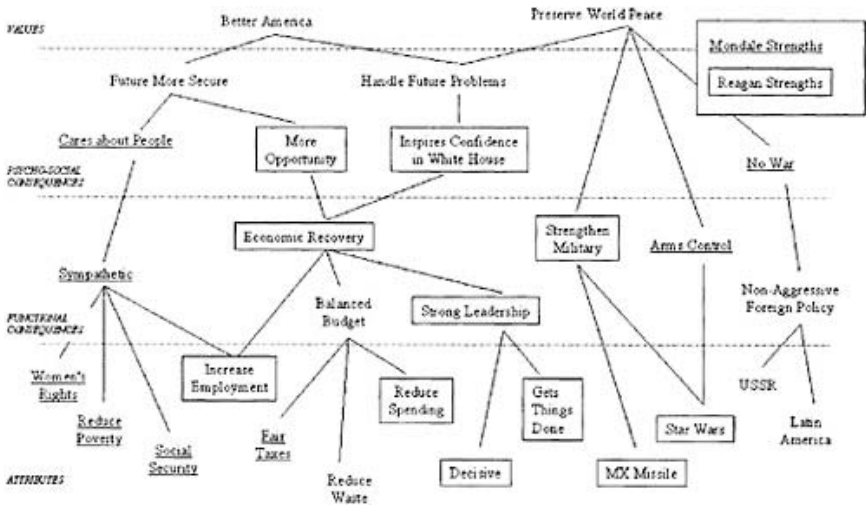 Better America
Preserve World Peace
VALUES
Mondale Strengths
Reagan Strengths
Future More Secure
Handle Future Problems
Cares about People
More
Opportunity
Inspires Confidence
in White House
No War
PSYCHO-SOCIAL
CONSEQUENCES
Economic Recovery
Strengthen
Military
Arms Control
Sympathetic
Balanced
Budget
Strong Leadership
Non-Aggressive
Foreign Policy
FUNCTIONAL
CONSEQUENCES
Women's
Rights
Increase
Employment
Reduce
Spending
Gets
Things
Done
USSR
Reduce
Poverty
Social
Security
Fair
Taxes
Star Wars
Latin
America
Reduce
Waste
Decisive
MX Missile
ATTRIBUTES